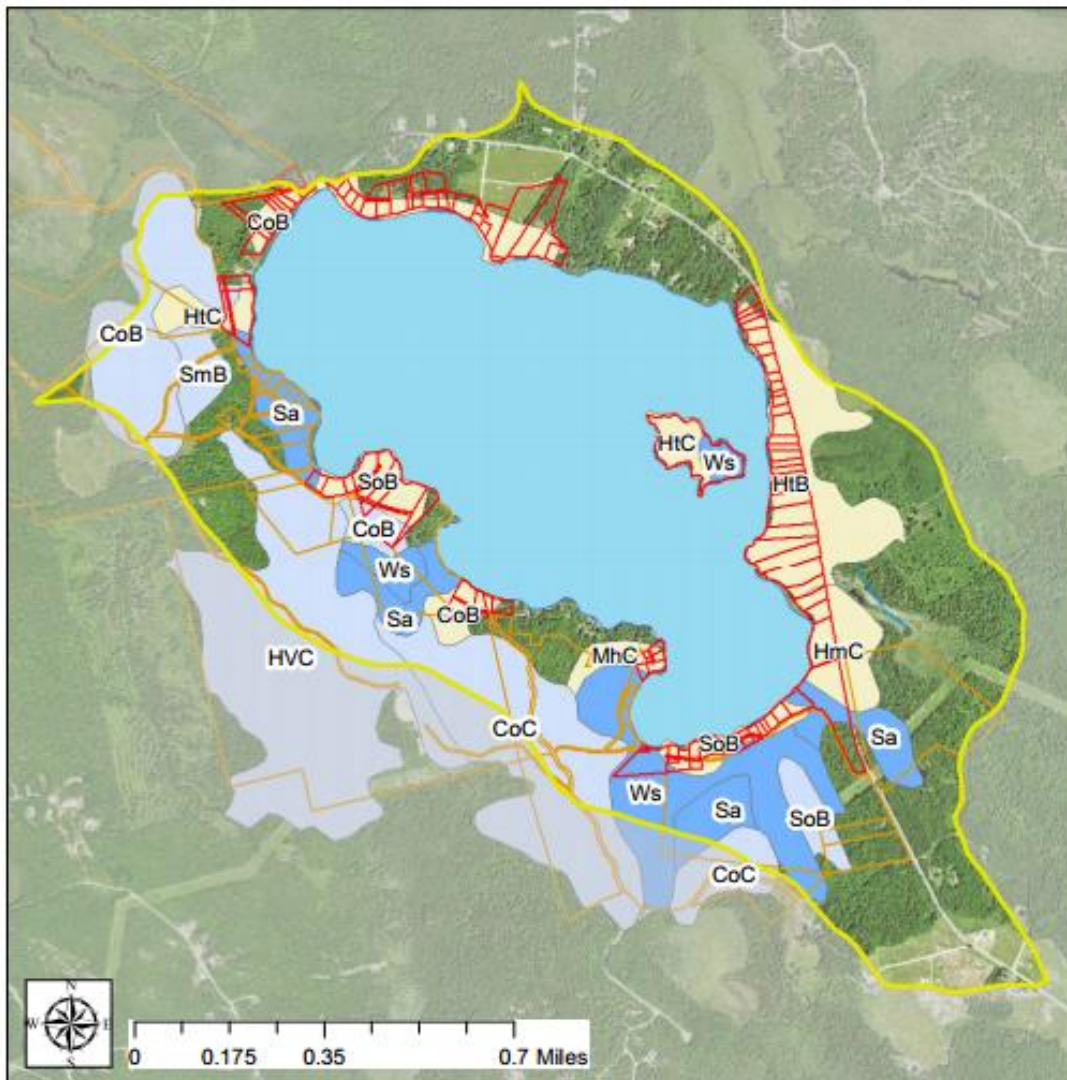 CoB
HtC
CoB
SmB
Sa
HtC
Ws
SoB
HtB
CoB
Ws
Sa
CoB
HVC
MhC
HmC
CoC
SoB
Sa
Ws
Sa
SoB
CoC
N
W E
S
0 0.175 0.35 0.7 Miles